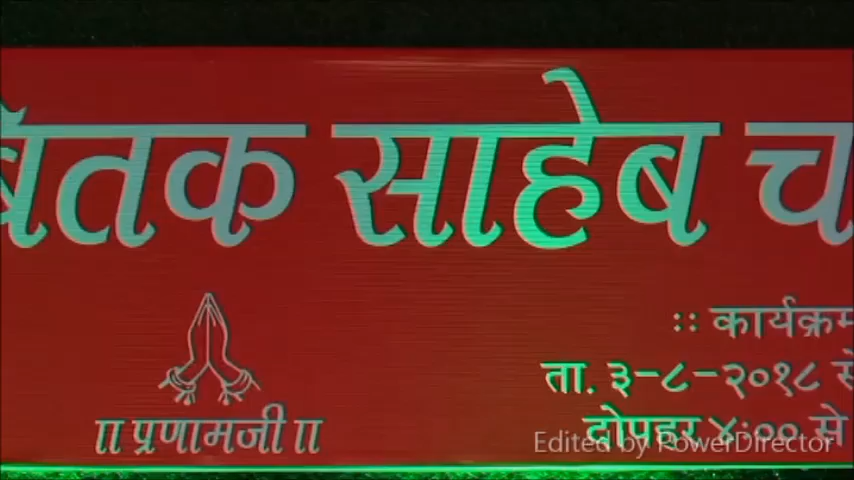 बॅतक साहेब च
:: कार्यक्रम
ता. ३-८-२०१८ से
॥ प्रणामजी ॥
दोपहर ४:०० से
Edited by PowerDirector